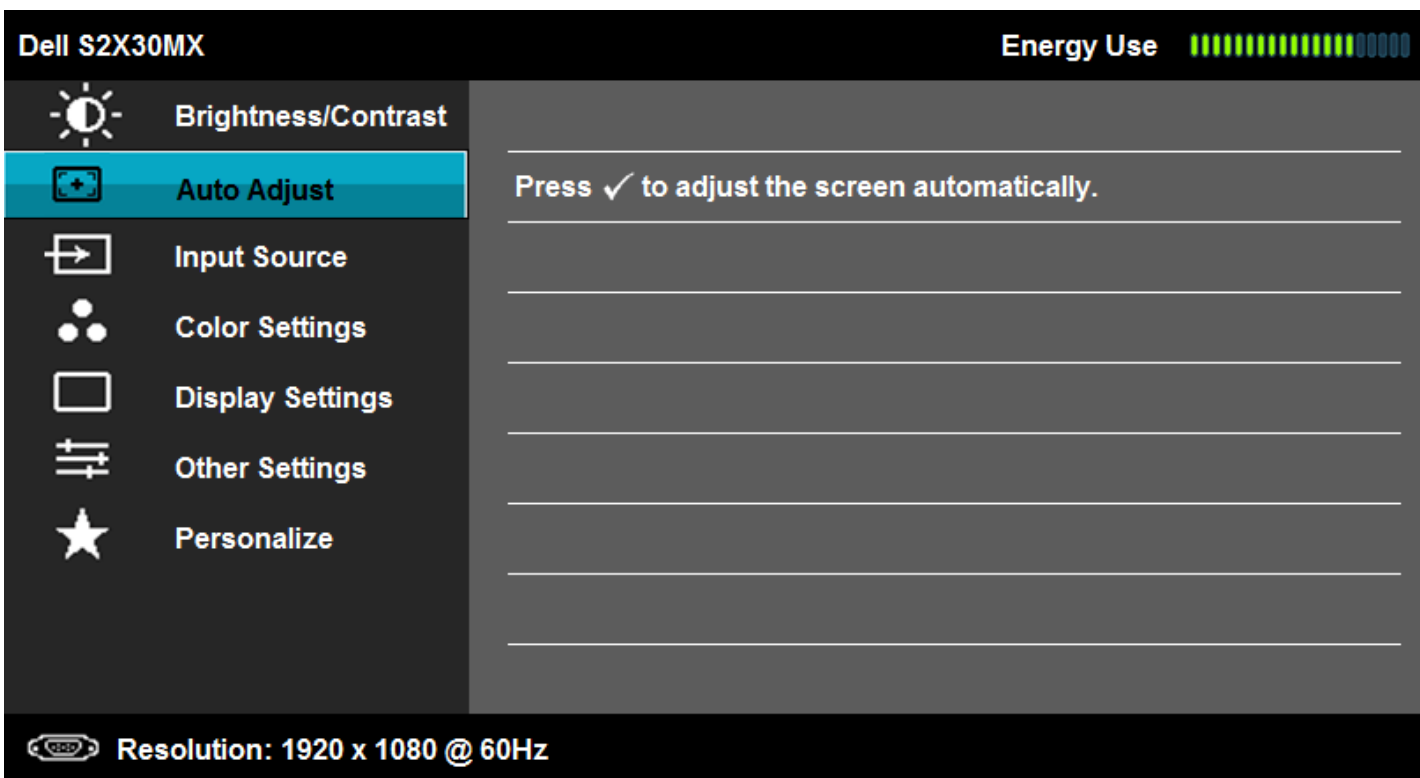 Dell S2X30MX Energy Use
Brightness/Contrast
Auto Adjust Press ✓ to adjust the screen automatically.
Input Source
Color Settings
Display Settings
Other Settings
Personalize
Resolution: 1920 x 1080 @ 60Hz